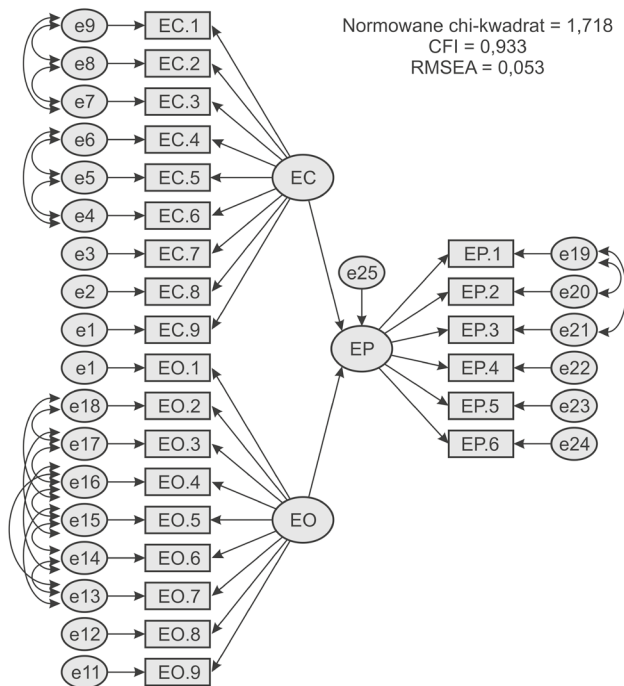 Normowane chi-kwadrat = 1,718
CFI = 0,933
RMSEA = 0,053
e9 EC.1
e8 EC.2
e7 EC.3
e6 EC.4
e5 EC.5
e4 EC.6
e3 EC.7
e2 EC.8
e1 EC.9
EC
e1 EO.1
e18 EO.2
e17 EO.3
e16 EO.4
e15 EO.5
e14 EO.6
e13 EO.7
e12 EO.8
e11 EO.9
EO
e25
EP
EP.1 e19
EP.2 e20
EP.3 e21
EP.4 e22
EP.5 e23
EP.6 e24